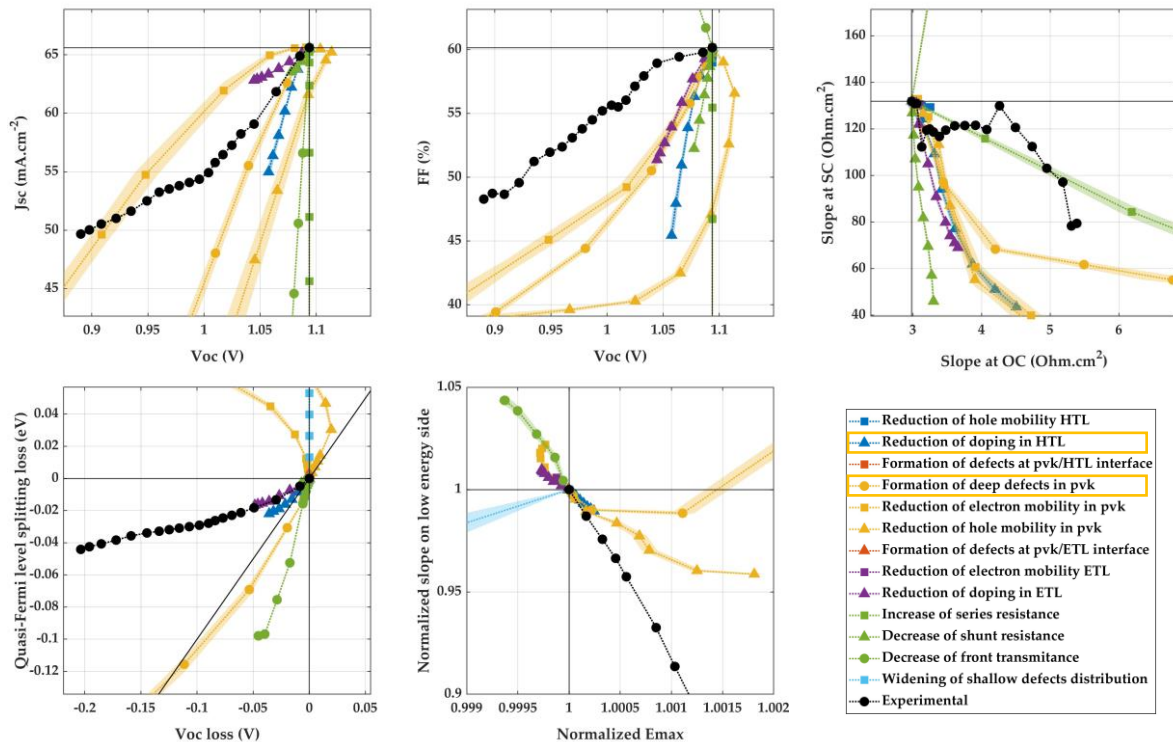 65
60
55
50
45
0.9
0.95
1
1.05
1.1
Jsc (mA.cm-2)
Voc (V)
60
55
50
45
40
0.9
0.95
1
1.05
1.1
FF (%)
Voc (V)
160
140
120
100
80
60
40
3
4
5
6
Slope at SC (Ohm.cm²)
Slope at OC (Ohm.cm²)
0.04
0.02
0
-0.02
-0.04
-0.06
-0.08
-0.1
-0.12
-0.2
-0.15
-0.1
-0.05
0
0.05
Quasi-Fermi level splitting loss (eV)
Voc loss (V)
1.05
1
0.95
0.9
0.999
0.9995
1
1.0005
1.001
1.0015
1.002
Normalized slope on low energy side
Normalized Emax
Reduction of hole mobility HTL
Reduction of doping in HTL
Formation of defects at pvk/HTL interface
Formation of deep defects in pvk
Reduction of electron mobility in pvk
Reduction of hole mobility in pvk
Formation of defects at pvk/ETL interface
Reduction of electron mobility ETL
Reduction of doping in ETL
Increase of series resistance
Decrease of shunt resistance
Decrease of front transmitance
Widening of shallow defects distribution
Experimental